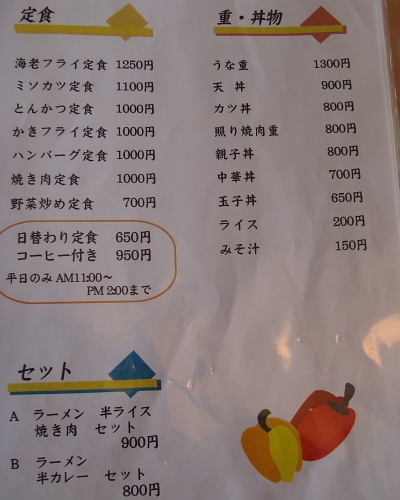 定食
海老フライ定食 1250円
ミソカツ定食 1100円
とんかつ定食 1000円
かきフライ定食 1000円
ハンバーグ定食 1000円
焼き肉定食 1000円
野菜炒め定食 700円
日替わり定食 650円
コーヒー付き 950円
平日のみ AM11:00～
PM 2:00まで
重・丼物
うな重 1300円
天 丼 900円
カツ丼 800円
照り焼肉重 800円
親子丼 800円
中華丼 700円
玉子丼 650円
ライス 200円
みそ汁 150円
セット
A ラーメン 半ライス
焼き肉 セット
900円
B ラーメン
半カレー セット
800円